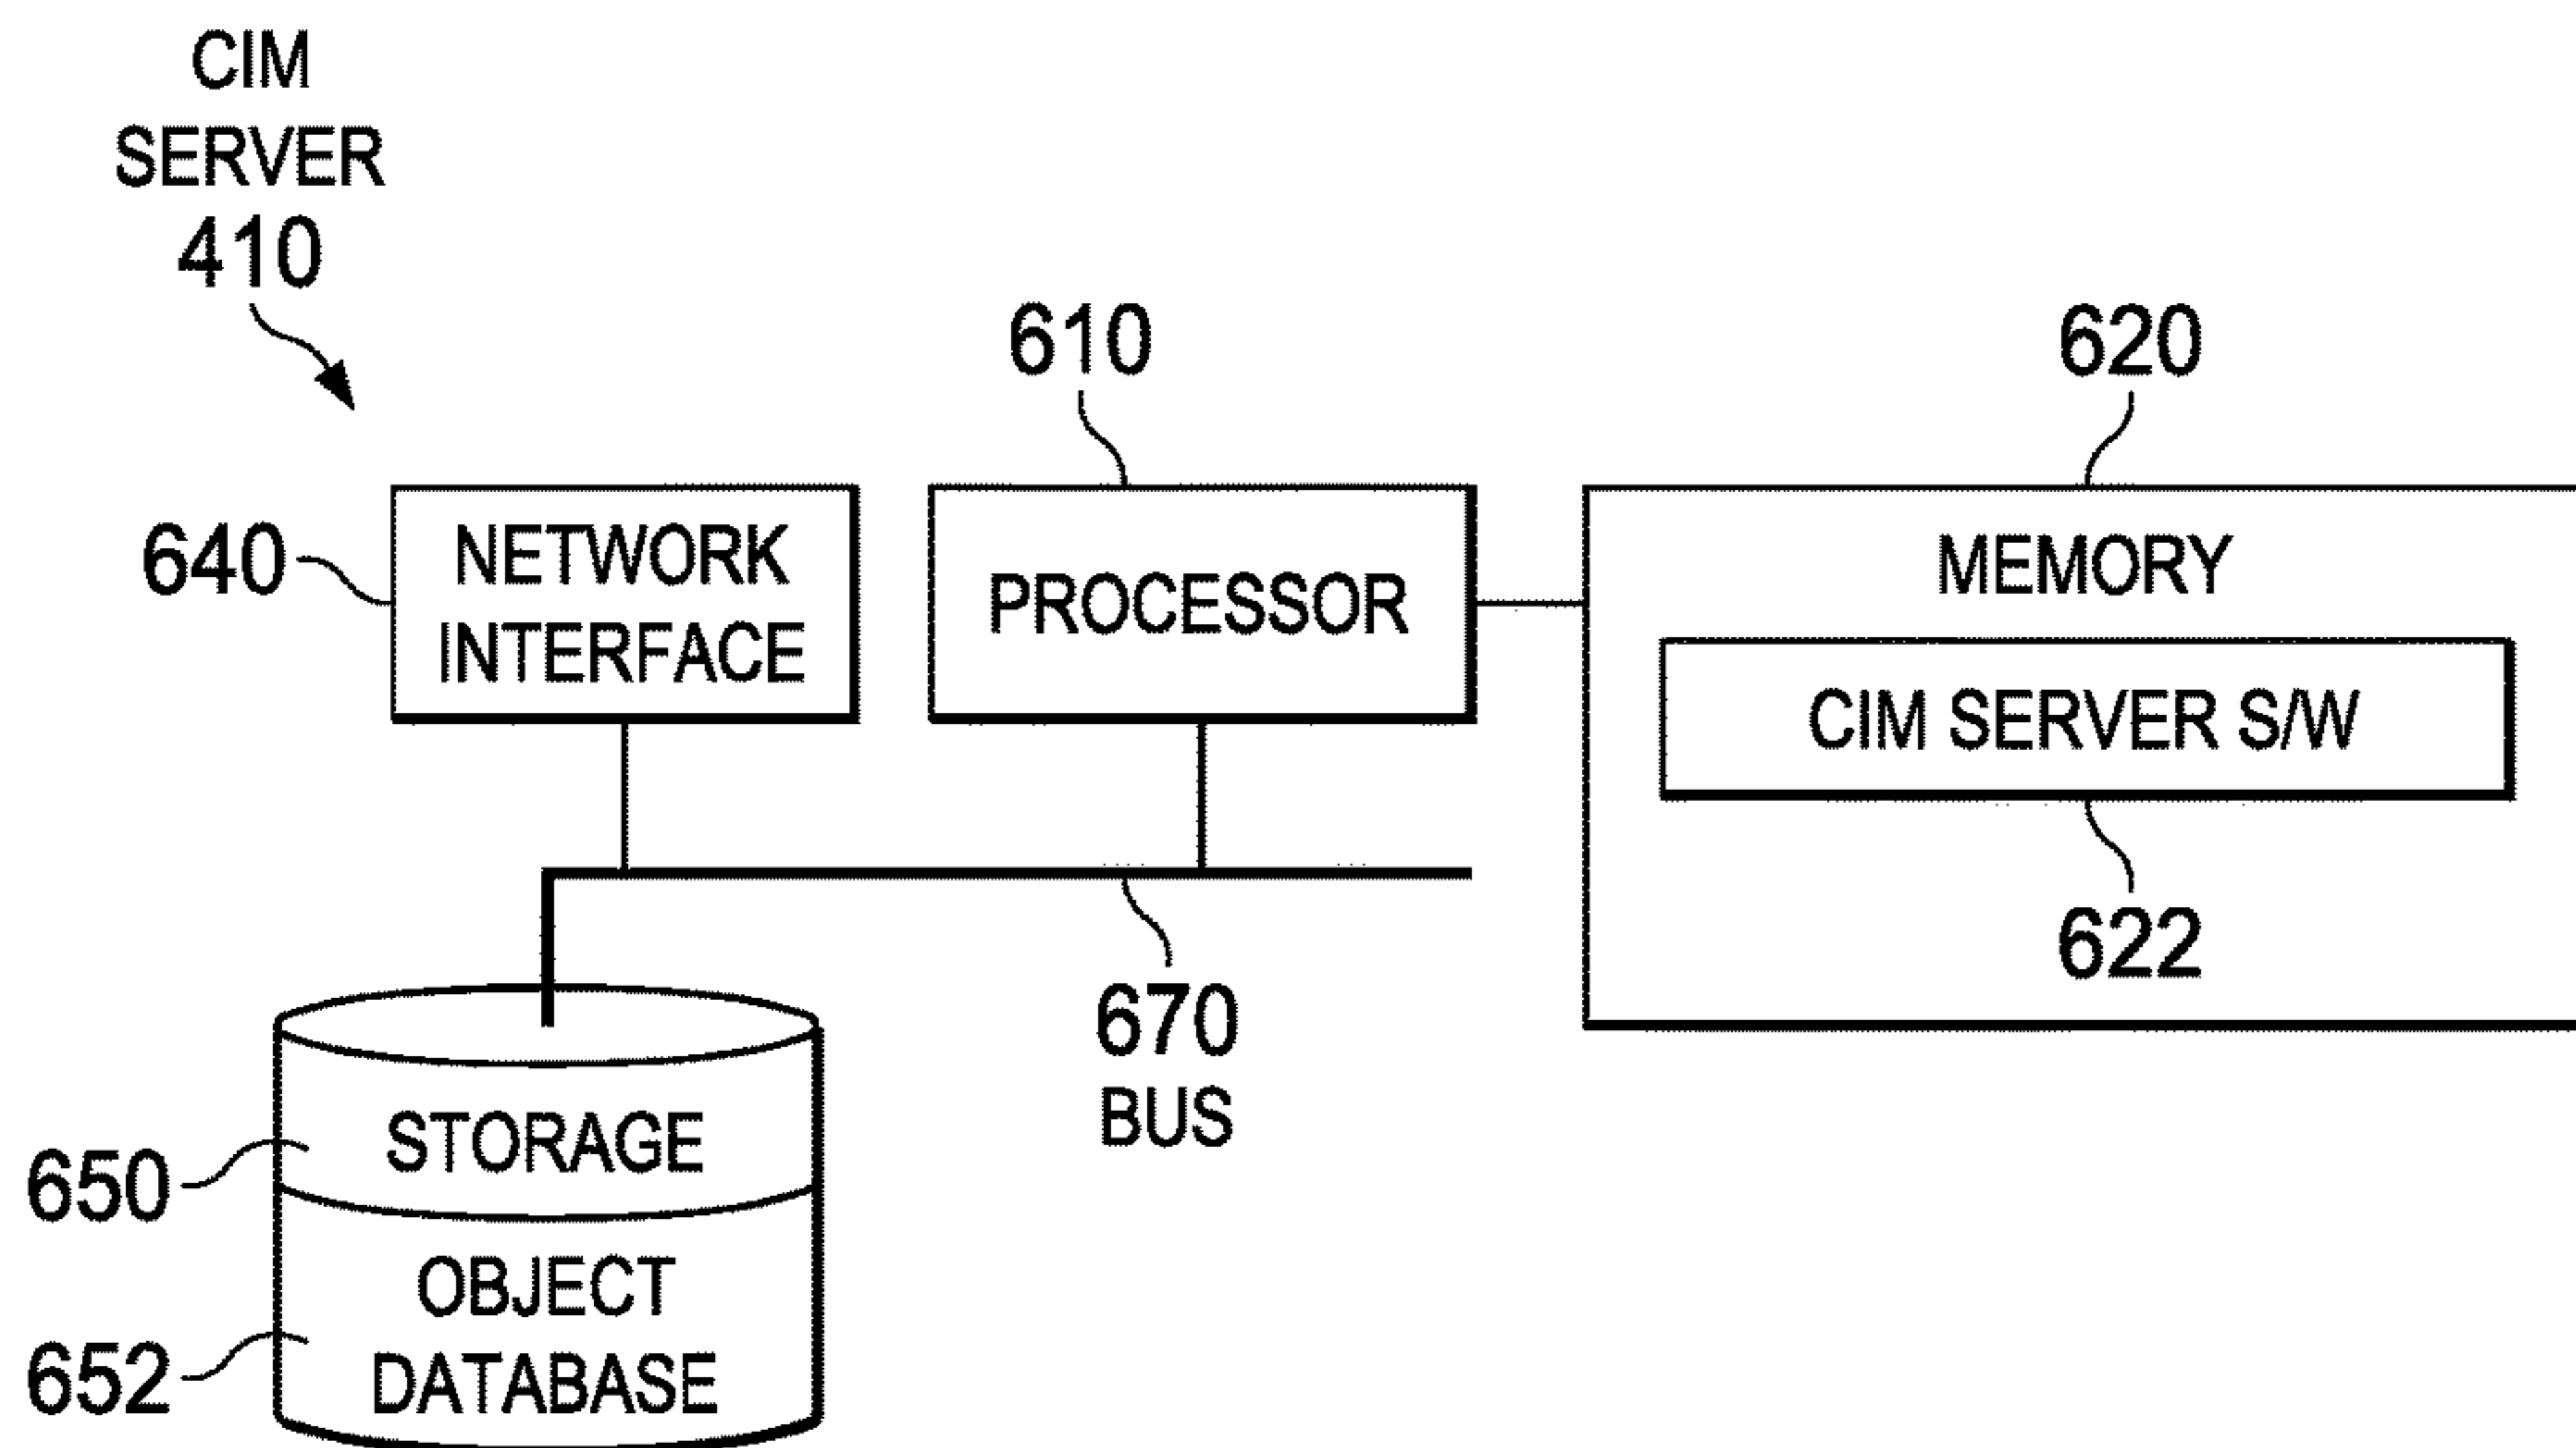 CIM
SERVER
410
610
620
640
NETWORK
INTERFACE
PROCESSOR
MEMORY
CIM SERVER S/W
622
670
BUS
650
STORAGE
652
OBJECT
DATABASE